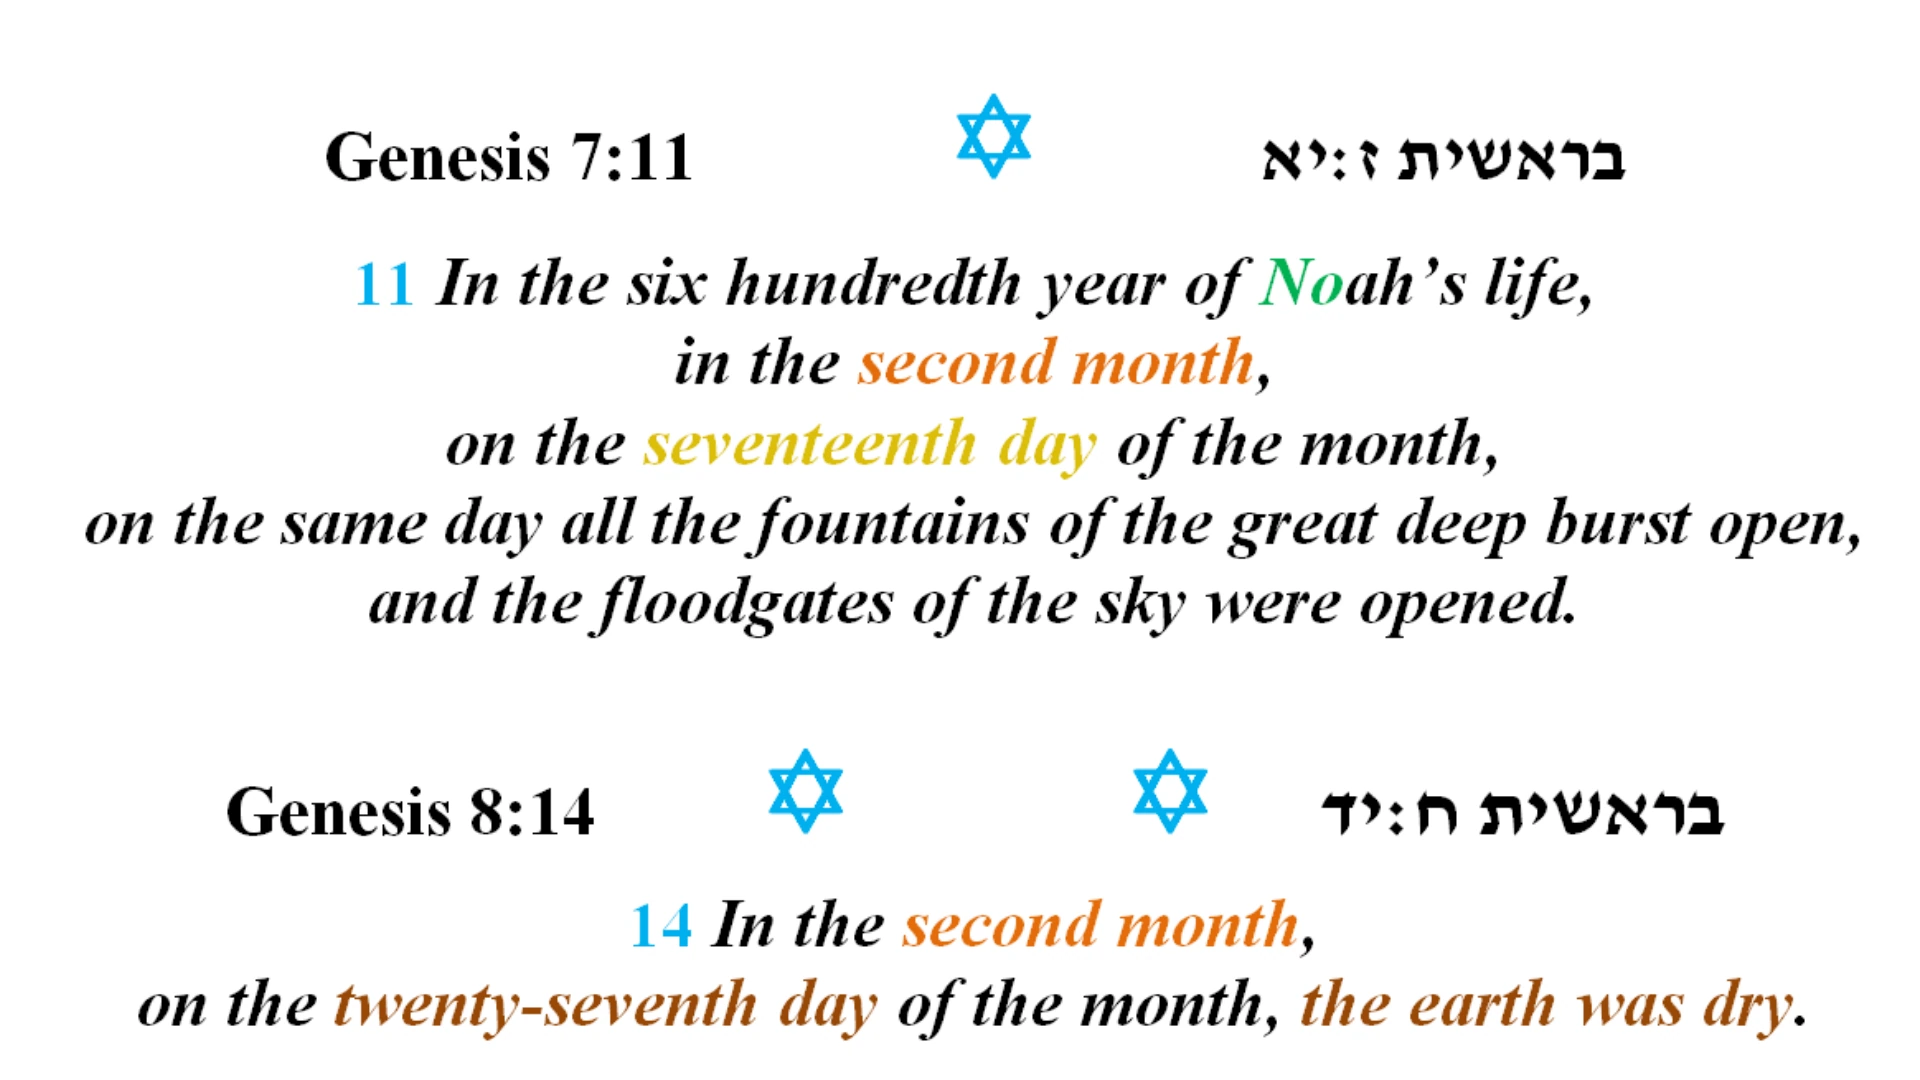 Genesis 7:11 בראשית ז:יא
11 In the six hundredth year of Noah’s life,
in the second month,
on the seventeenth day of the month,
on the same day all the fountains of the great deep burst open,
and the floodgates of the sky were opened.
Genesis 8:14 בראשית ח:יד
14 In the second month,
on the twenty-seventh day of the month, the earth was dry.